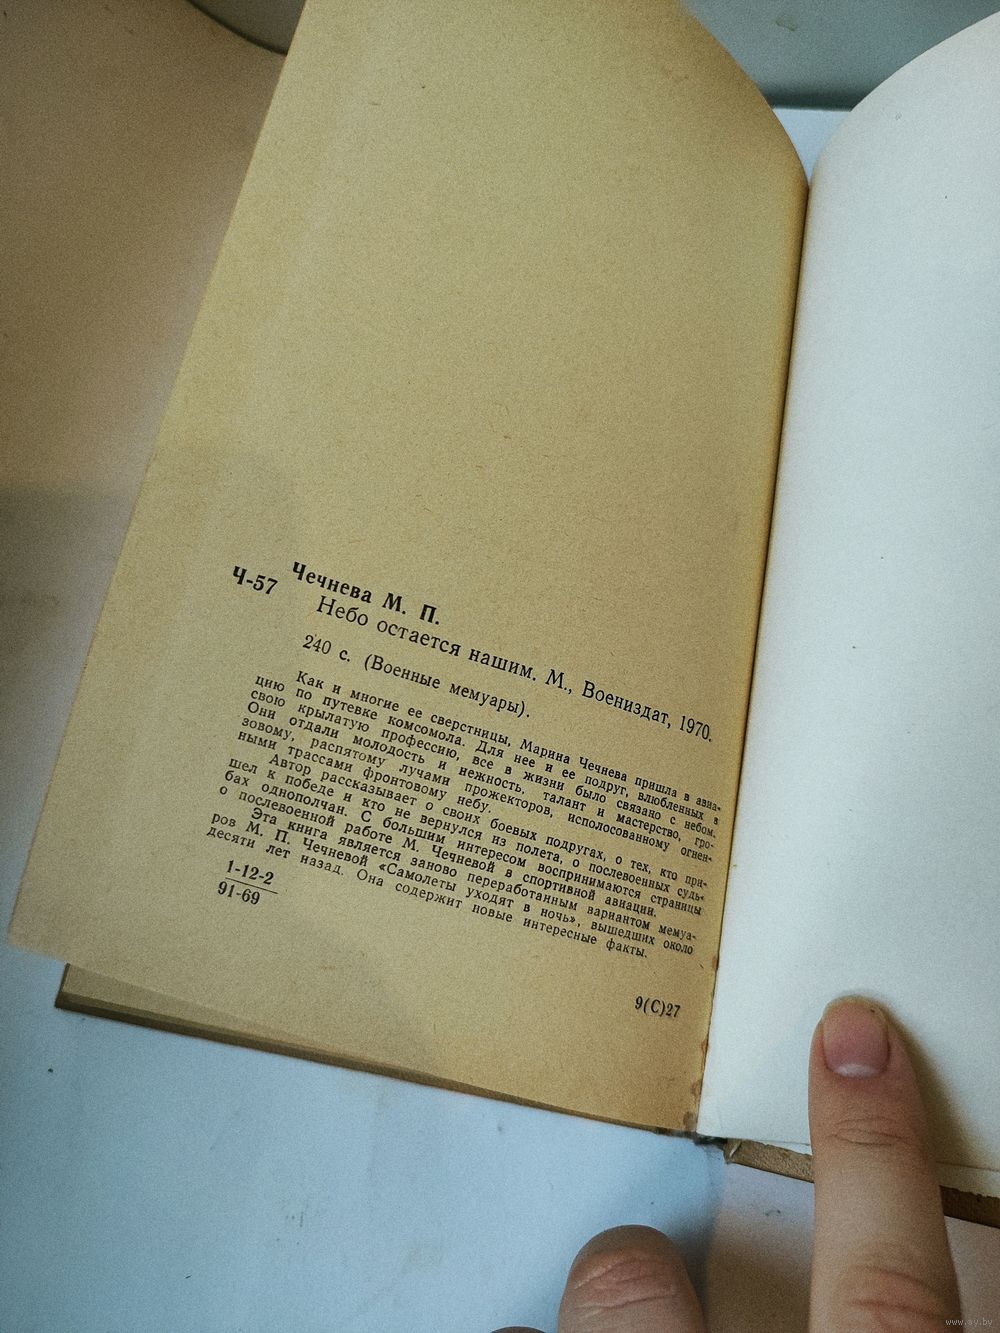 Ч-57
Чечнева М. П.
Небо остается нашим. М., Воениздат, 1970.
240 с. (Военные мемуары).
Как и многие ее сверстницы, Марина Чечнева пришла в авиа-
цию по путевке комсомола. Для нее и ее подруг, влюбленных в
свою крылатую профессию, все в жизни было связано с небом.
Они отдали молодость и нежность, талант и мастерство, гро-
зовому, распятому лучами прожекторов, исполосованному огнен-
ными трассами фронтовому небу.
Автор рассказывает о своих боевых подругах, о тех, кто при-
шел к победе и кто не вернулся из полета, о послевоенных судь-
бах однополчан. С большим интересом воспринимаются страницы
о послевоенной работе М. Чечневой в спортивной авиации.
Эта книга является заново переработанным вариантом мемуа-
ров М. П. Чечневой «Самолеты уходят в ночь», вышедших около
десяти лет назад. Она содержит новые интересные факты.
1-12-2
91-69
9(С)27
www.ay.by